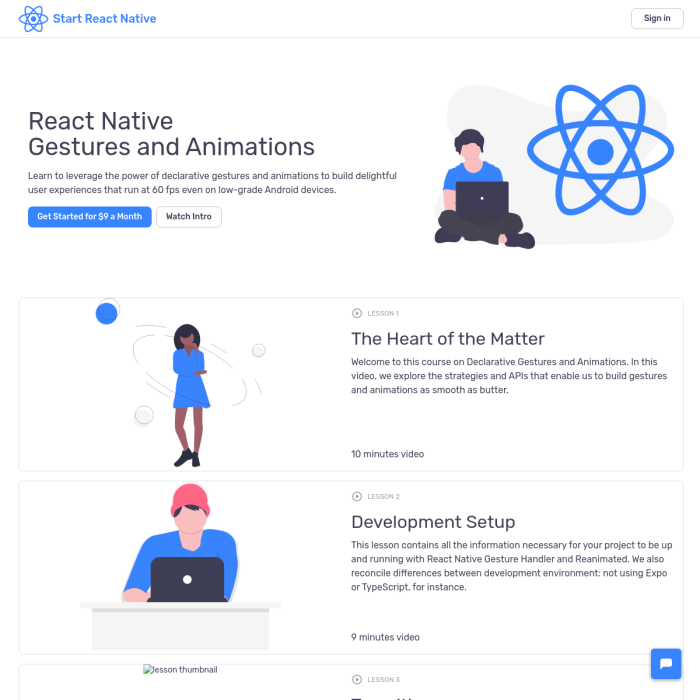 Start React Native
Sign in
React Native
Gestures and Animations
Learn to leverage the power of declarative gestures and animations to build delightful
user experiences that run at 60 fps even on low-grade Android devices.
Get Started for $9 a Month
Watch Intro
LESSON 1
The Heart of the Matter
Welcome to this course on Declarative Gestures and Animations. In this
video, we explore the strategies and APIs that enable us to build gestures
and animations as smooth as butter.
10 minutes video
LESSON 2
Development Setup
This lesson contains all the information necessary for your project to be up
and running with React Native Gesture Handler and Reanimated. We also
reconcile differences between development environment: not using Expo
or TypeScript, for instance.
9 minutes video
lesson thumbnail
LESSON 3